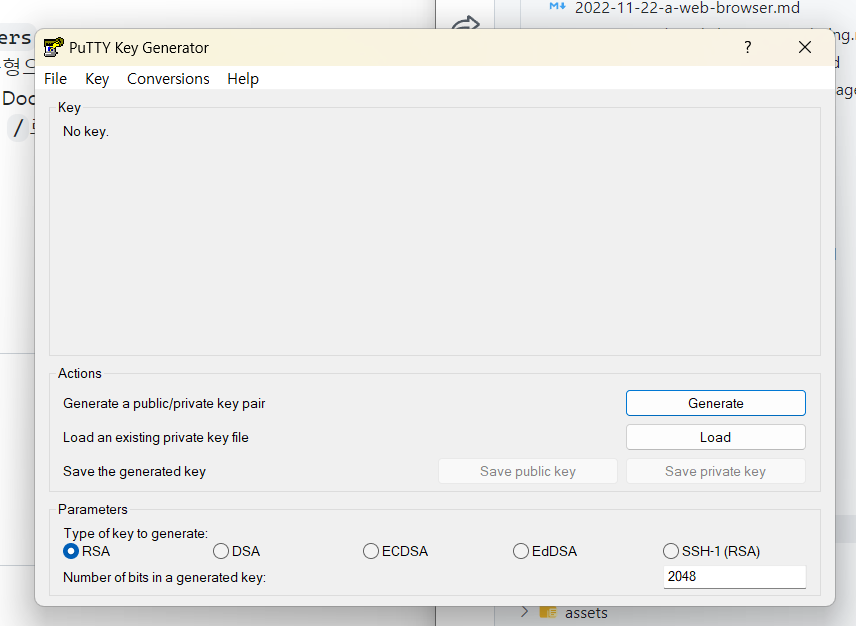 2022-11-22-a-web-browser.md
ers
PuTTY Key Generator
?
ng.
형으
File
Key
Conversions
Help
d
Doc
age
Key
/
No key.
Actions
Generate a public/private key pair
Generate
Load an existing private key file
Load
Save the generated key
Save public key
Save private key
Parameters
Type of key to generate:
RSA
DSA
ECDSA
EdDSA
SSH-1 (RSA)
Number of bits in a generated key:
2048
assets